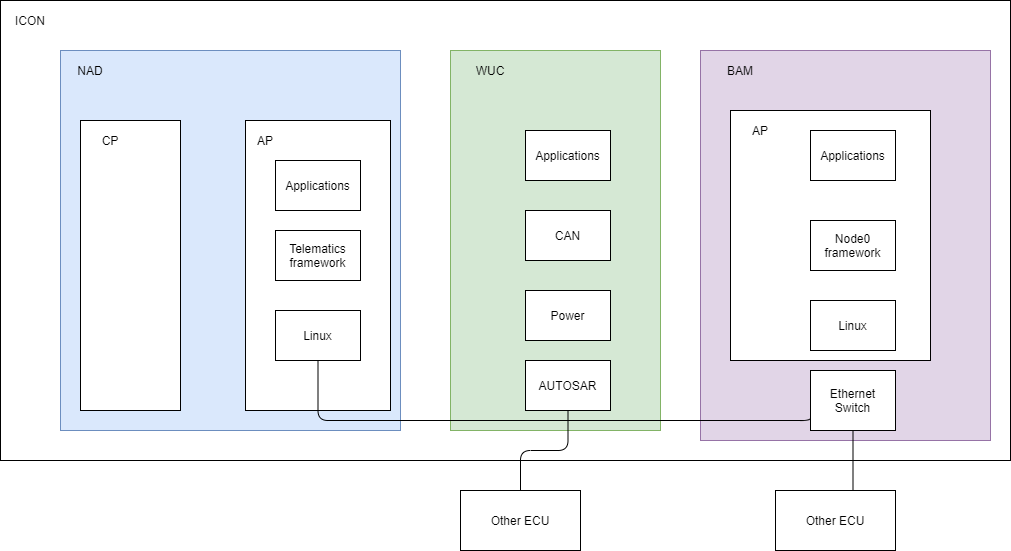 ICON
NAD
CP
AP
Applications
Telematics
framework
Linux
WUC
Applications
CAN
Power
AUTOSAR
BAM
AP
Applications
Node0
framework
Linux
Ethernet
Switch
Other ECU
Other ECU